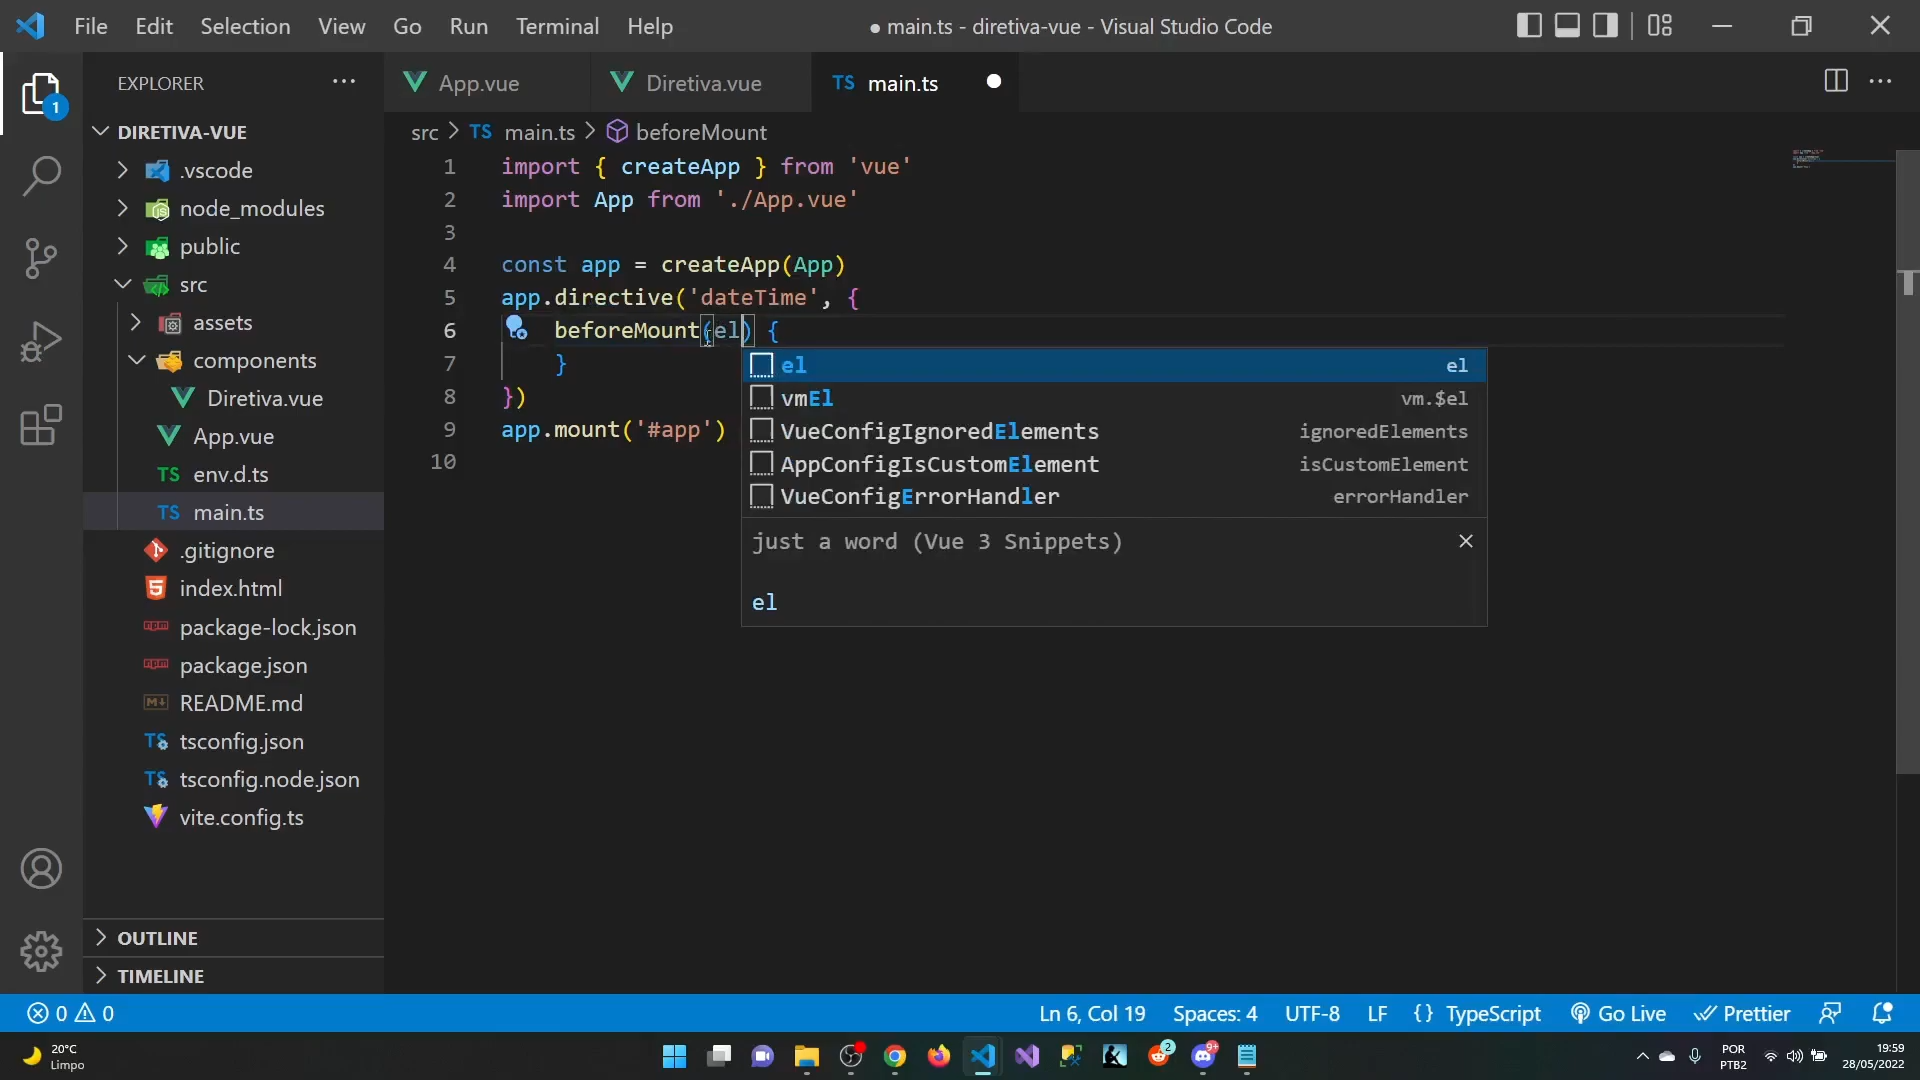 File Edit Selection View Go Run Terminal Help
● main.ts - diretiva-vue - Visual Studio Code
EXPLORER
App.vue
Diretiva.vue
TS main.ts
1
DIRETIVA-VUE
src > TS main.ts > beforeMount
.vscode
node_modules
public
src
assets
components
Diretiva.vue
App.vue
TS env.d.ts
TS main.ts
.gitignore
index.html
package-lock.json
package.json
README.md
TS tsconfig.json
TS tsconfig.node.json
vite.config.ts
OUTLINE
TIMELINE
1 import { createApp } from 'vue'
2 import App from './App.vue'
3
4 const app = createApp(App)
5 app.directive('dateTime', {
6 beforeMount(el) {
7 }
8 })
9 app.mount('#app')
10
el el
vmEl vm.$el
VueConfigIgnoredElements ignoredElements
AppConfigIsCustomElement isCustomElement
VueConfigErrorHandler errorHandler
just a word (Vue 3 Snippets)
el
0 0
Ln 6, Col 19 Spaces: 4 UTF-8 LF {} TypeScript Go Live Prettier
20°C
Limpo
2
9+
POR
PTB2
19:59
28/05/2022